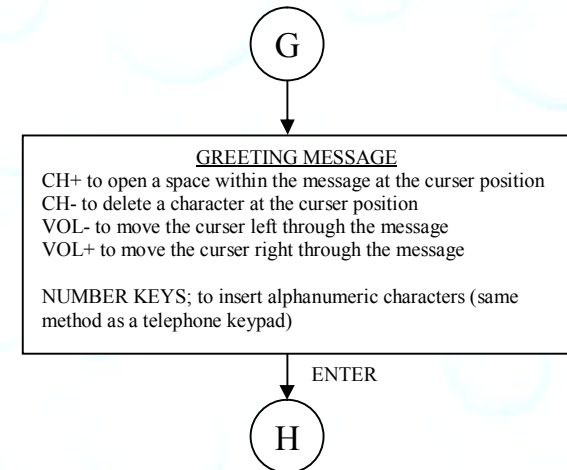 G
GREETING MESSAGE
CH+ to open a space within the message at the curser position
CH- to delete a character at the curser position
VOL- to move the curser left through the message
VOL+ to move the curser right through the message
NUMBER KEYS; to insert alphanumeric characters (same
method as a telephone keypad)
ENTER
H